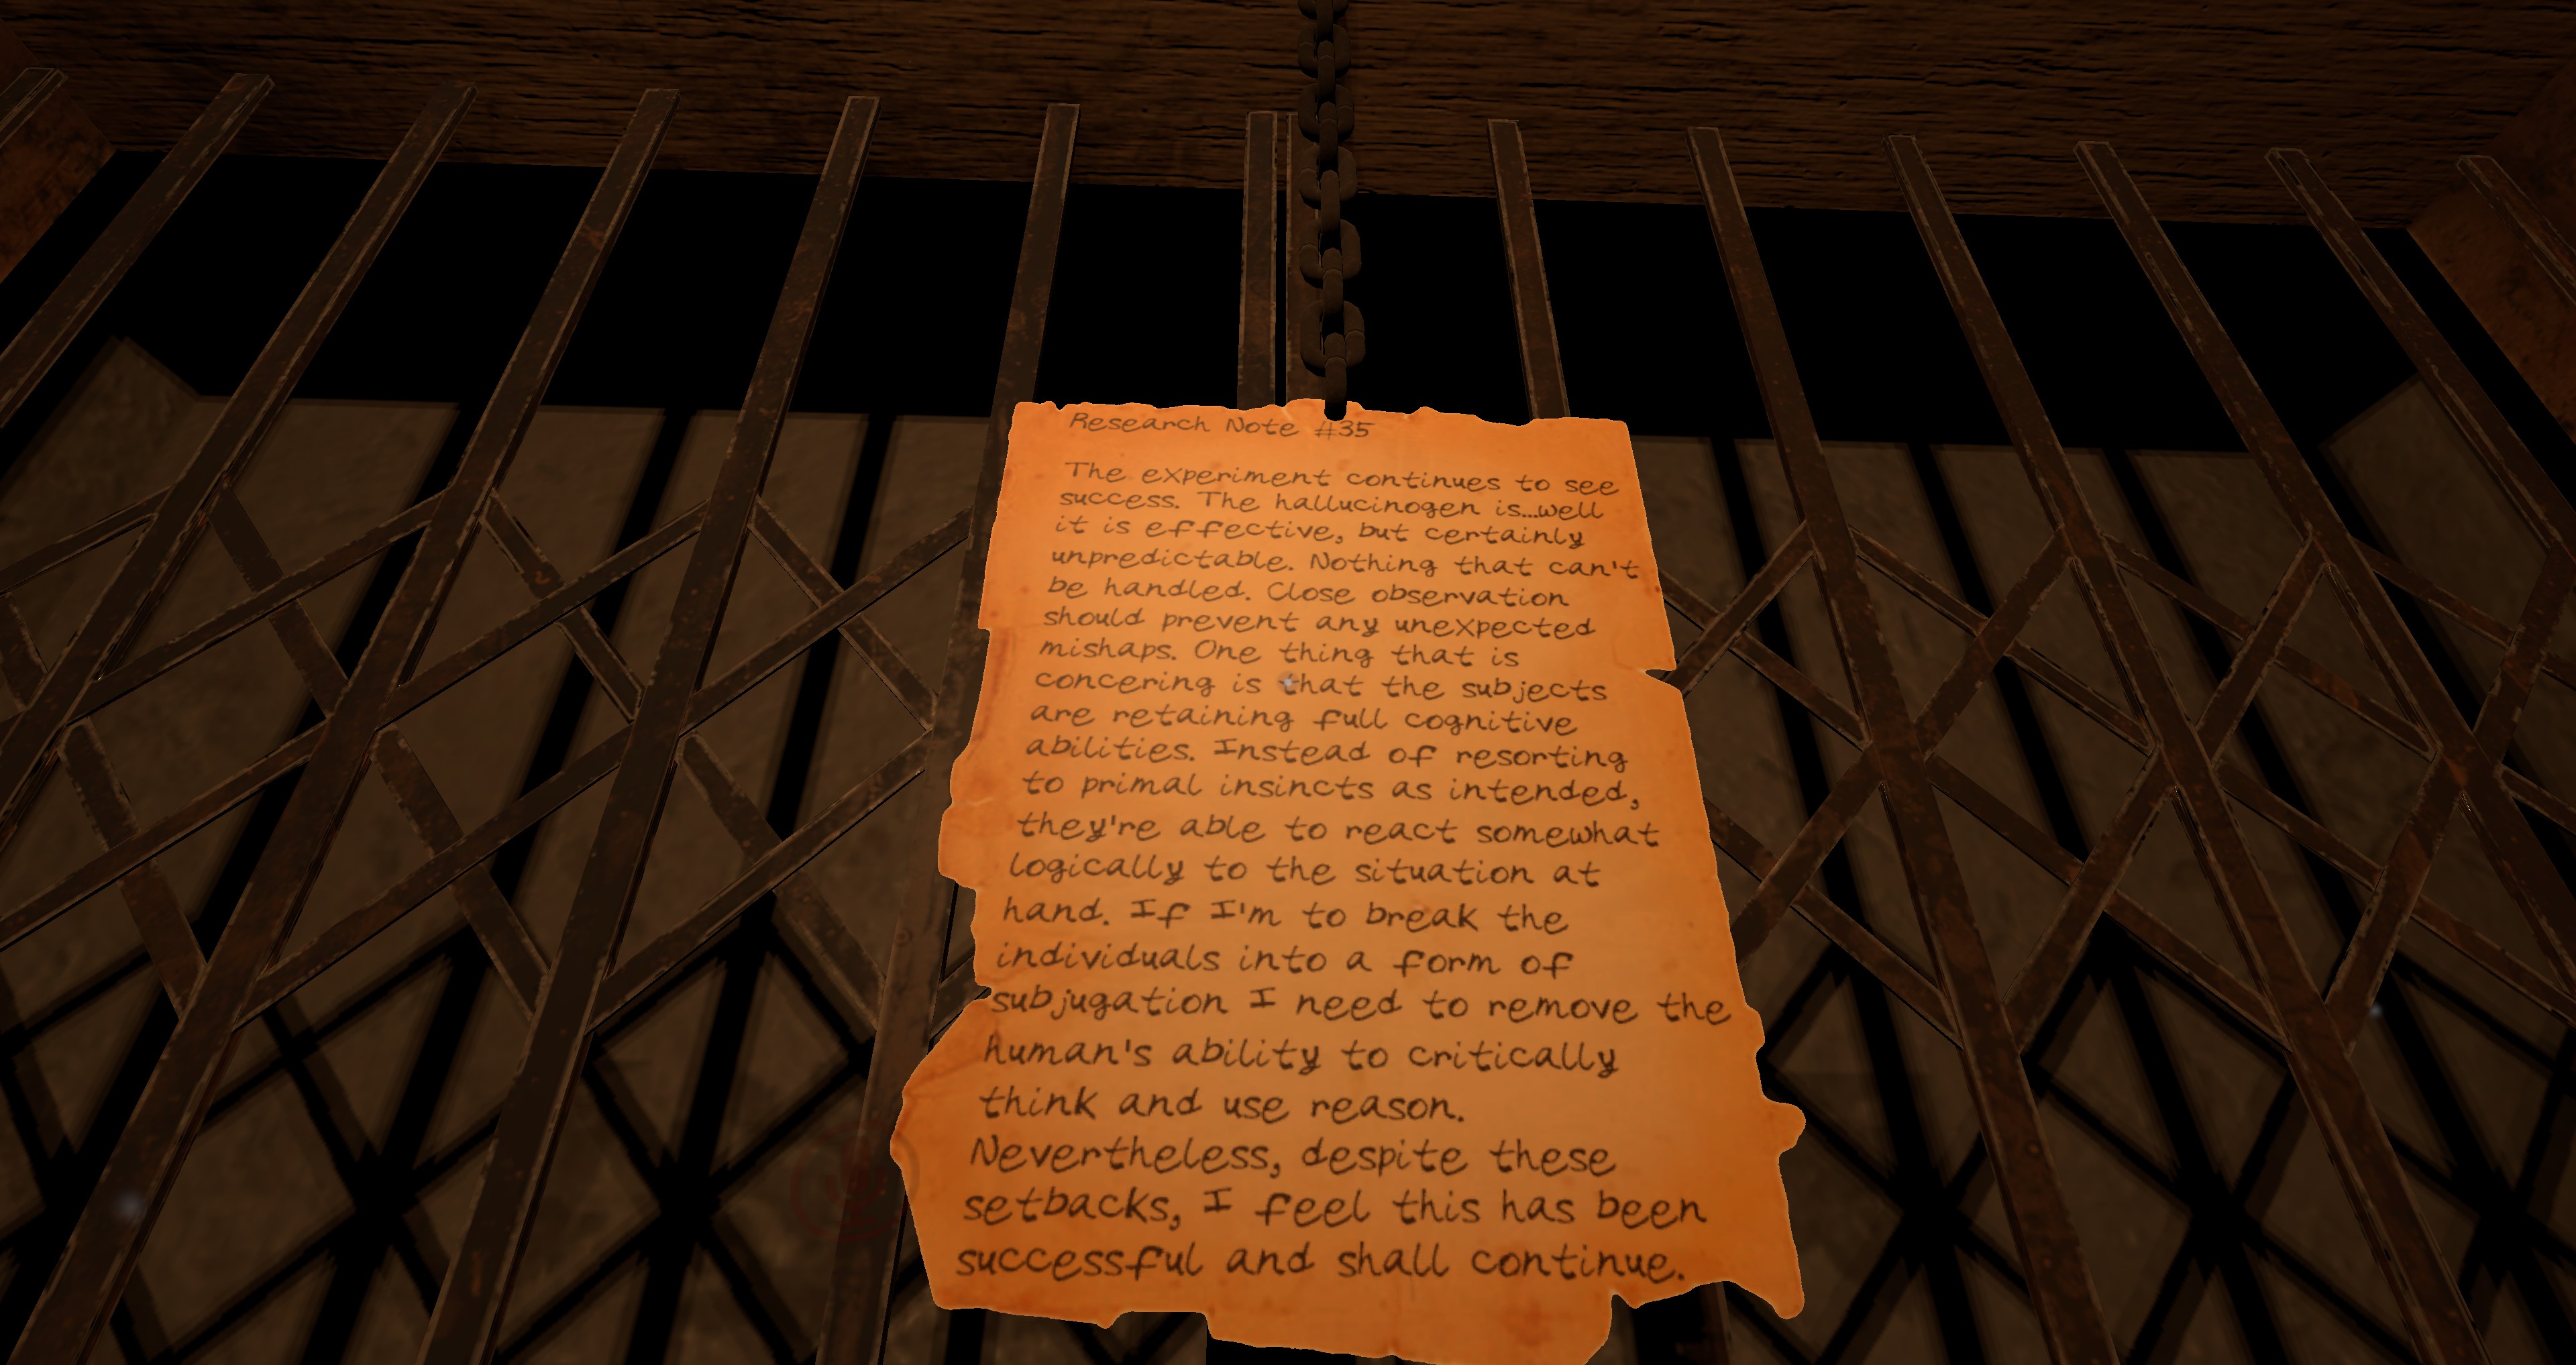 Research Note #35
The experiment continues to see
success. The hallucinogen is...well
it is effective, but certainly
unpredictable. Nothing that can't
be handled. Close observation
should prevent any unexpected
mishaps. One thing that is
concering is that the subjects
are retaining full cognitive
abilities. Instead of resorting
to primal insincts as intended,
they're able to react somewhat
logically to the situation at
hand. If I'm to break the
individuals into a form of
subjugation I need to remove the
human's ability to critically
think and use reason.
Nevertheless, despite these
setbacks, I feel this has been
successful and shall continue.